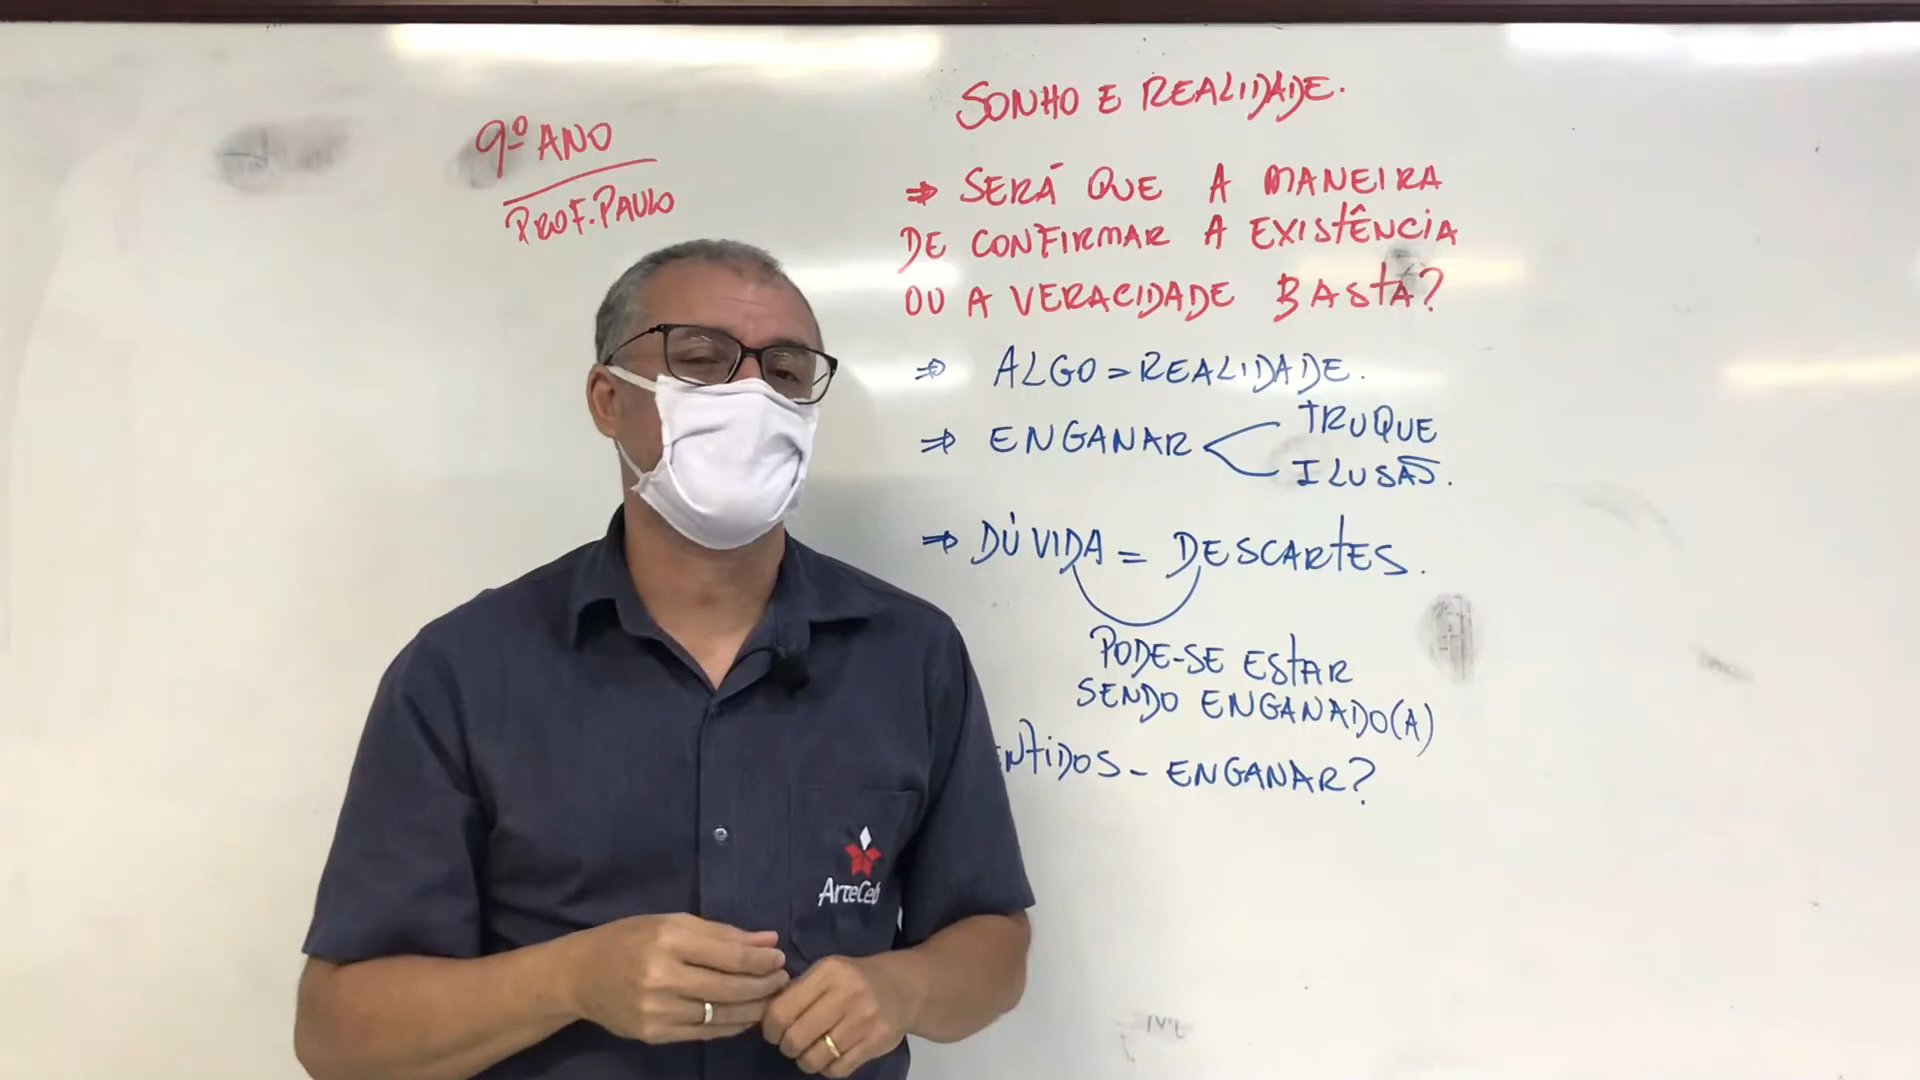 9º ANO
PROF. PAULO
SONHO E REALIDADE.
⇒ SERÁ QUE A MANEIRA
DE CONFIRMAR A EXISTÊNCIA
OU A VERACIDADE BASTA?
⇒ ALGO = REALIDADE.
⇒ ENGANAR < TRUQUE
ILUSÃO.
⇒ DÚVIDA = DESCARTES.
PODE-SE ESTAR
SENDO ENGANADO(A)
NTIDOS - ENGANAR?
ArteCeb